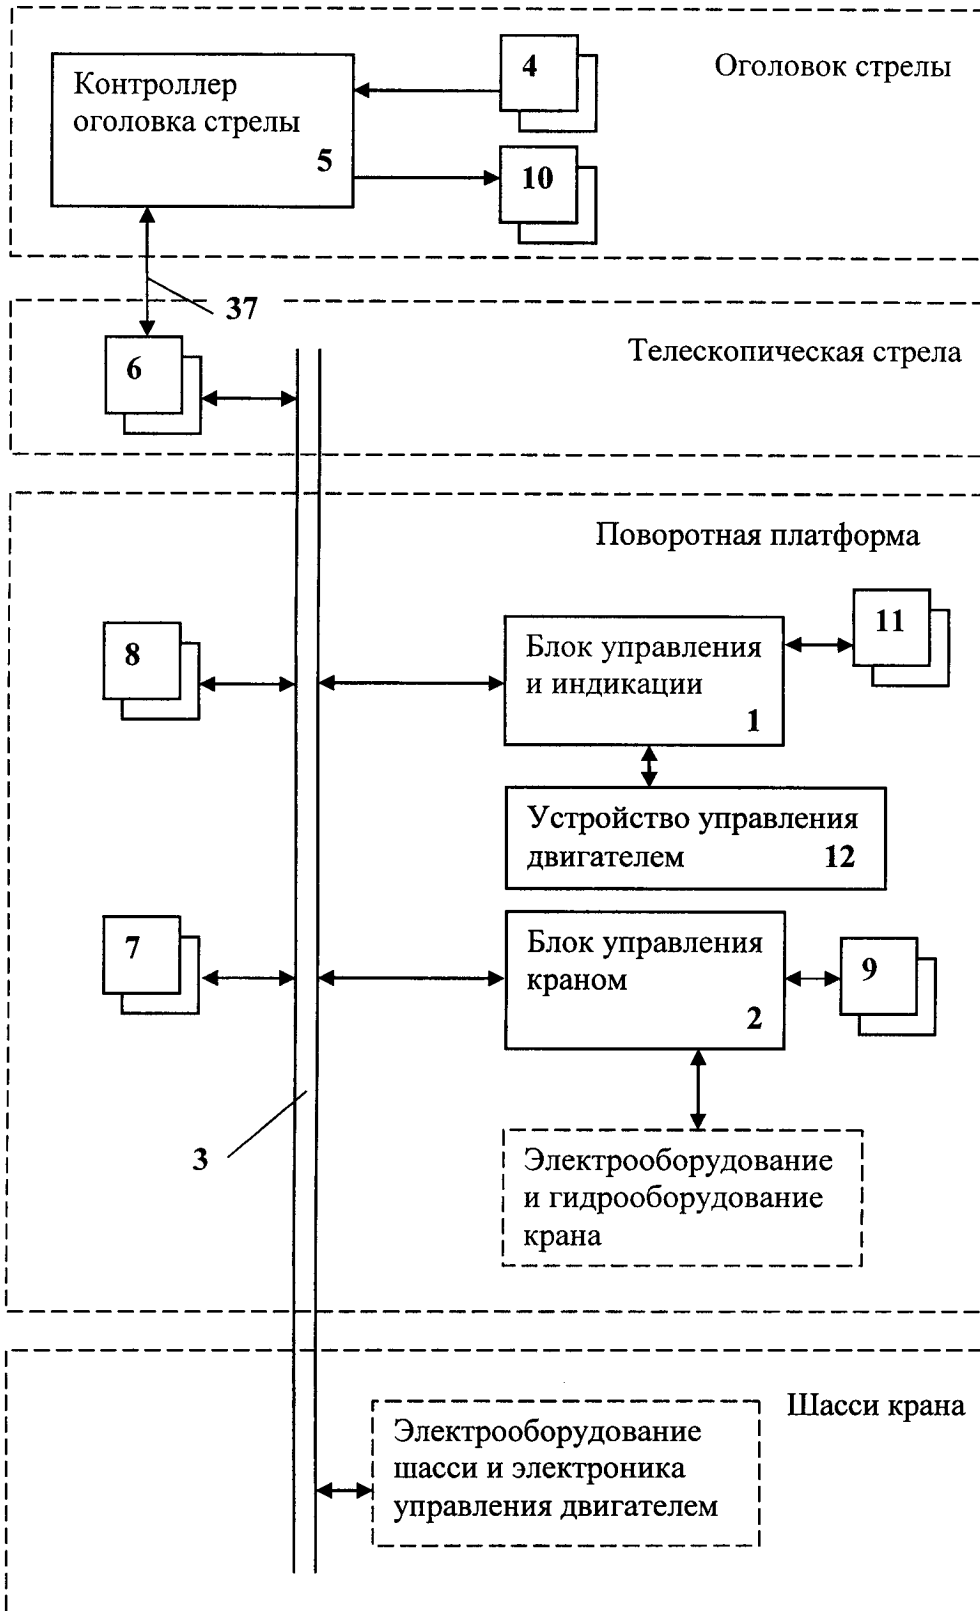 Оголовок стрелы
Контроллер
оголовка стрелы
5
4
10
37
Телескопическая стрела
6
Поворотная платформа
8
Блок управления
и индикации
1
11
Устройство управления
двигателем 12
7
Блок управления
краном
2
9
3
Электрооборудование
и гидрооборудование
крана
Шасси крана
Электрооборудование
шасси и электроника
управления двигателем